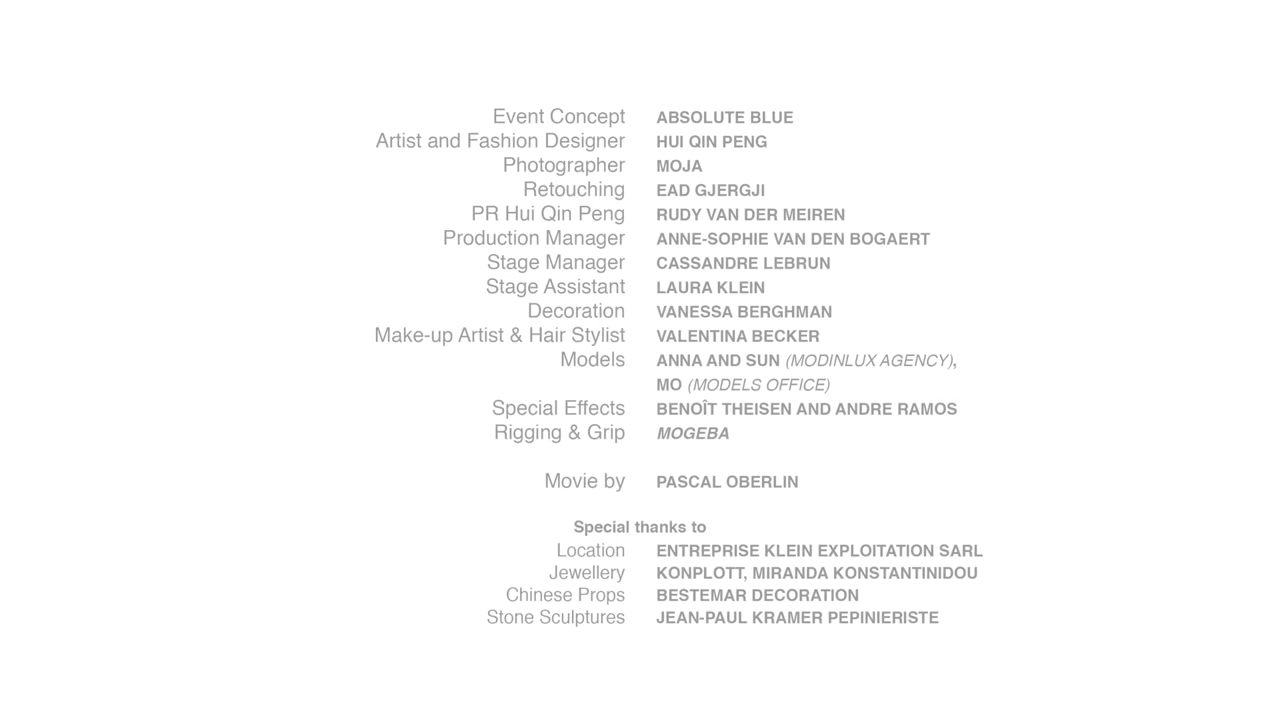 Event Concept ABSOLUTE BLUE
Artist and Fashion Designer HUI QIN PENG
Photographer MOJA
Retouching EAD GJERGJI
PR Hui Qin Peng RUDY VAN DER MEIREN
Production Manager ANNE-SOPHIE VAN DEN BOGAERT
Stage Manager CASSANDRE LEBRUN
Stage Assistant LAURA KLEIN
Decoration VANESSA BERGHMAN
Make-up Artist & Hair Stylist VALENTINA BECKER
Models ANNA AND SUN (MODINLUX AGENCY),
MO (MODELS OFFICE)
Special Effects BENOÎT THEISEN AND ANDRE RAMOS
Rigging & Grip MOGEBA
Movie by PASCAL OBERLIN
Special thanks to
Location ENTREPRISE KLEIN EXPLOITATION SARL
Jewellery KONPLOTT, MIRANDA KONSTANTINIDOU
Chinese Props BESTEMAR DECORATION
Stone Sculptures JEAN-PAUL KRAMER PEPINIERISTE